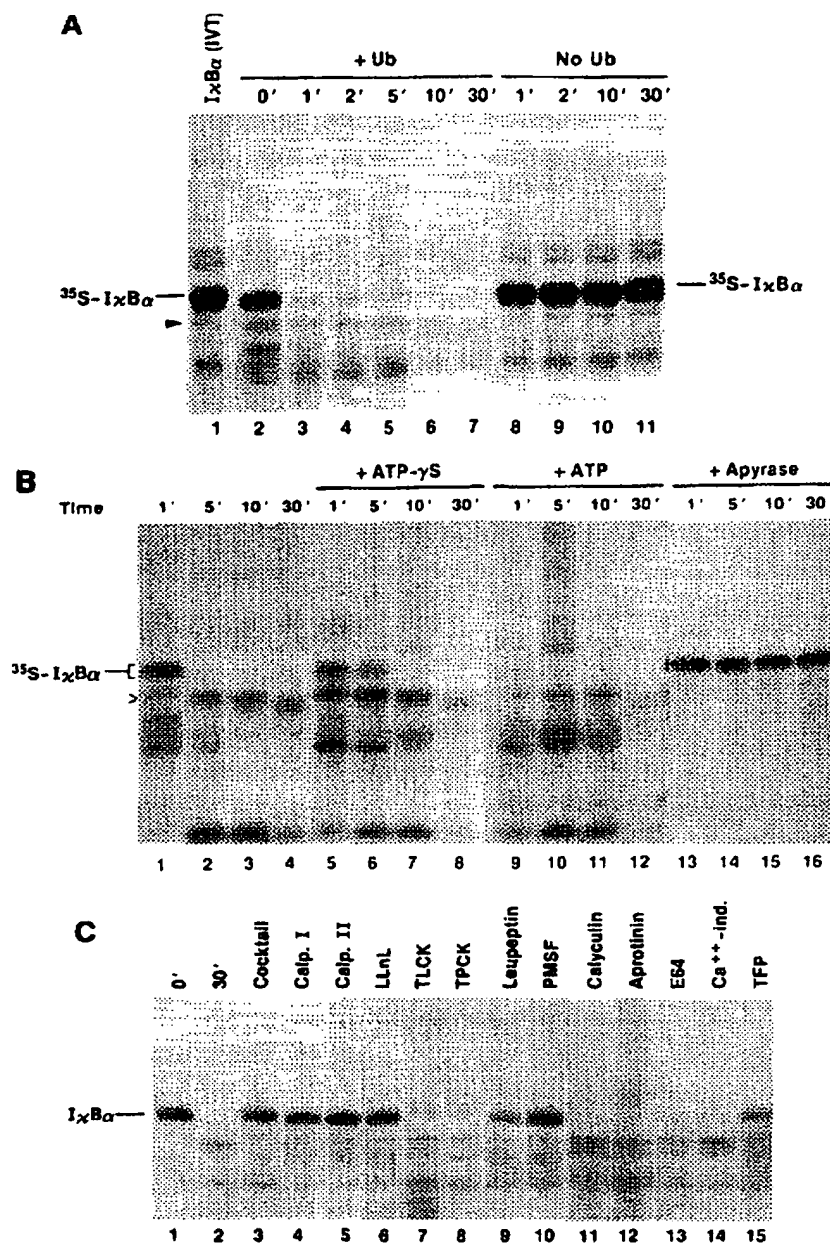 A
IϰBα (IVT)
+ Ub
No Ub
0' 1' 2' 5' 10' 30' 1' 2' 10' 30'
³⁵S-IϰBα
³⁵S-IϰBα
1 2 3 4 5 6 7 8 9 10 11
B
+ ATP-γS
+ ATP
+ Apyrase
Time 1' 5' 10' 30' 1' 5' 10' 30' 1' 5' 10' 30' 1' 5' 10' 30
³⁵S-IϰBα
>
1 2 3 4 5 6 7 8 9 10 11 12 13 14 15 16
C
0' 30' Cocktail Calp. I Calp. II LLnL TLCK TPCK Leupeptin PMSF Calyculin Aprotinin E64 Ca⁺⁺-ind. TFP
IϰBα
1 2 3 4 5 6 7 8 9 10 11 12 13 14 15